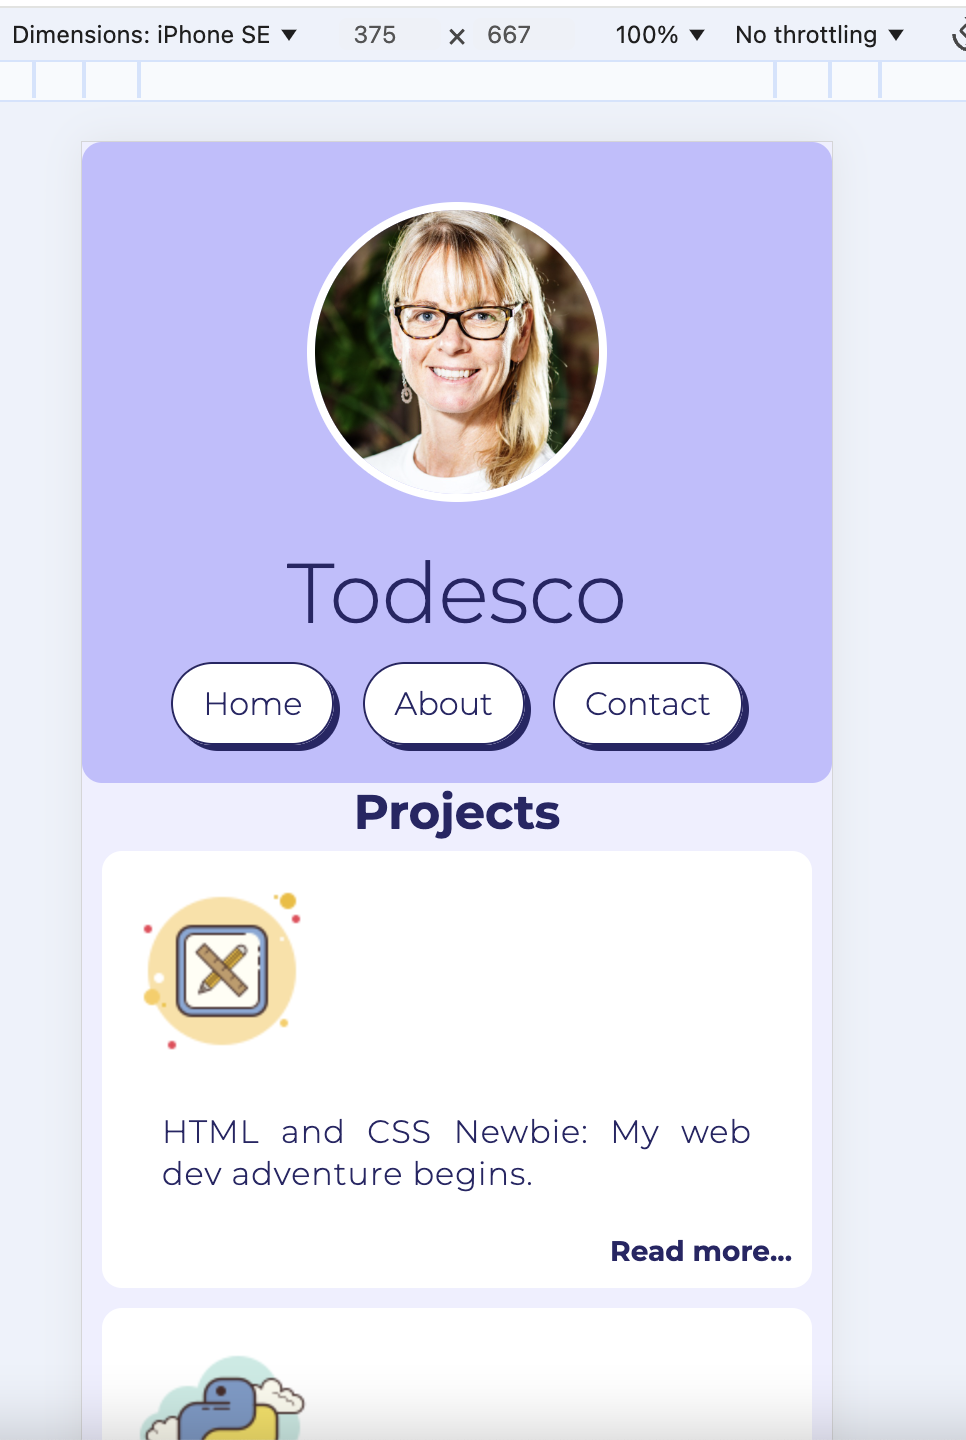 Dimensions: iPhone SE ▼ 375 × 667 100% ▼ No throttling ▼
Todesco
Home About Contact
Projects
HTML and CSS Newbie: My web
dev adventure begins.
Read more...